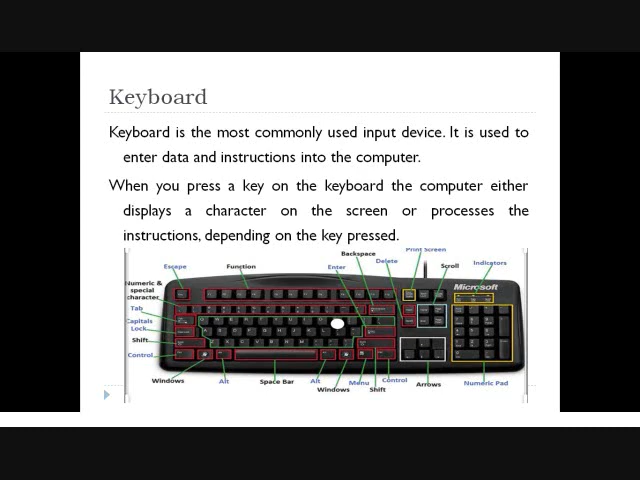 Keyboard
Keyboard is the most commonly used input device. It is used to
enter data and instructions into the computer.
When you press a key on the keyboard the computer either
displays a character on the screen or processes the
instructions, depending on the key pressed.
Print Screen
Backspace
Escape
Function
Enter
Delete
Scroll
Indicators
Numeric &
special
character
Microsoft
Tab
Capitals
Lock
Shift
Control
Windows
Alt
Space Bar
Alt
Windows
Menu
Shift
Control
Arrows
Numeric Pad